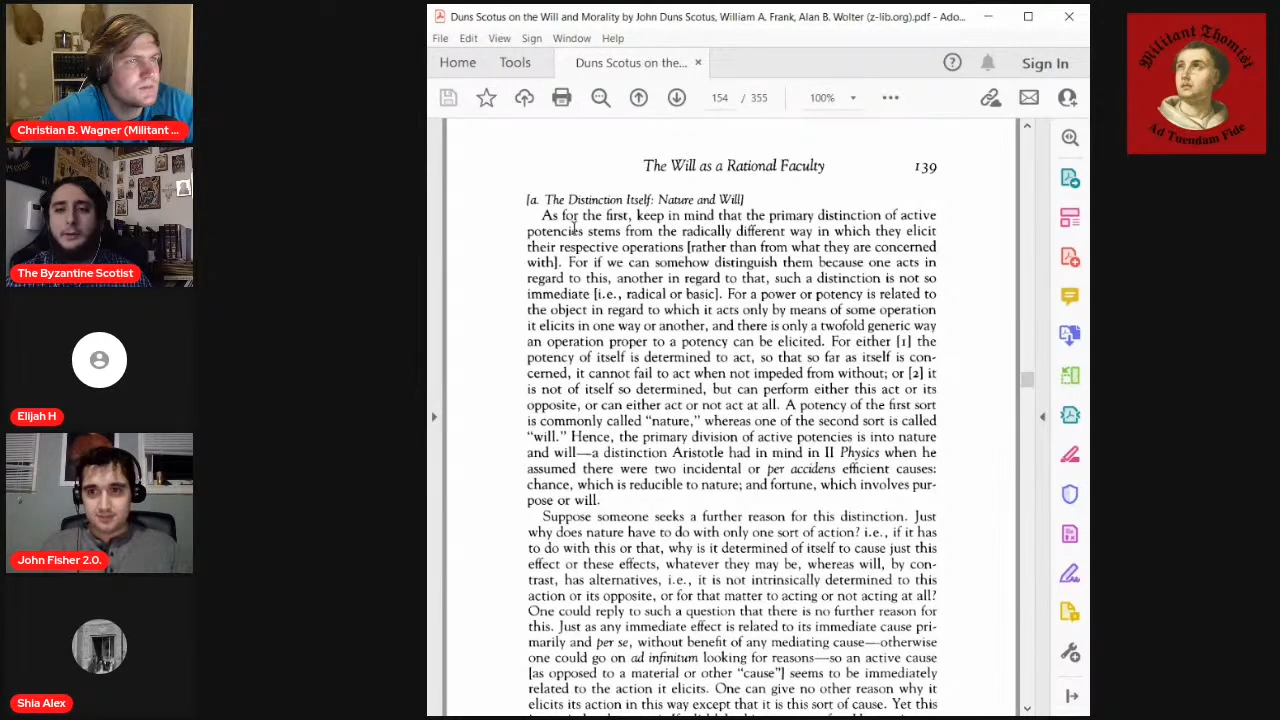 Duns Scotus on the Will and Morality by John Duns Scotus, William A. Frank, Alan B. Wolter (z-lib.org).pdf - Ado...
File Edit View Sign Window Help
Home Tools Duns Scotus on the... × Sign In
154 / 355 100%
Militant Thomist
Ad Tuendam Fide
Christian B. Wagner (Militant ...
The Byzantine Scotist
Elijah H
John Fisher 2.0.
Shia Alex
The Will as a Rational Faculty 139
[a. The Distinction Itself: Nature and Will]
As for the first, keep in mind that the primary distinction of active
potencies stems from the radically different way in which they elicit
their respective operations [rather than from what they are concerned
with]. For if we can somehow distinguish them because one acts in
regard to this, another in regard to that, such a distinction is not so
immediate [i.e., radical or basic]. For a power or potency is related to
the object in regard to which it acts only by means of some operation
it elicits in one way or another, and there is only a twofold generic way
an operation proper to a potency can be elicited. For either [1] the
potency of itself is determined to act, so that so far as itself is con-
cerned, it cannot fail to act when not impeded from without; or [2] it
is not of itself so determined, but can perform either this act or its
opposite, or can either act or not act at all. A potency of the first sort
is commonly called "nature," whereas one of the second sort is called
"will." Hence, the primary division of active potencies is into nature
and will—a distinction Aristotle had in mind in II Physics when he
assumed there were two incidental or per accidens efficient causes:
chance, which is reducible to nature; and fortune, which involves pur-
pose or will.
Suppose someone seeks a further reason for this distinction. Just
why does nature have to do with only one sort of action? i.e., if it has
to do with this or that, why is it determined of itself to cause just this
effect or these effects, whatever they may be, whereas will, by con-
trast, has alternatives, i.e., it is not intrinsically determined to this
action or its opposite, or for that matter to acting or not acting at all?
One could reply to such a question that there is no further reason for
this. Just as any immediate effect is related to its immediate cause pri-
marily and per se, without benefit of any mediating cause—otherwise
one could go on ad infinitum looking for reasons—so an active cause
[as opposed to a material or other "cause"] seems to be immediately
related to the action it elicits. One can give no other reason why it
elicits its action in this way except that it is this sort of cause. Yet this